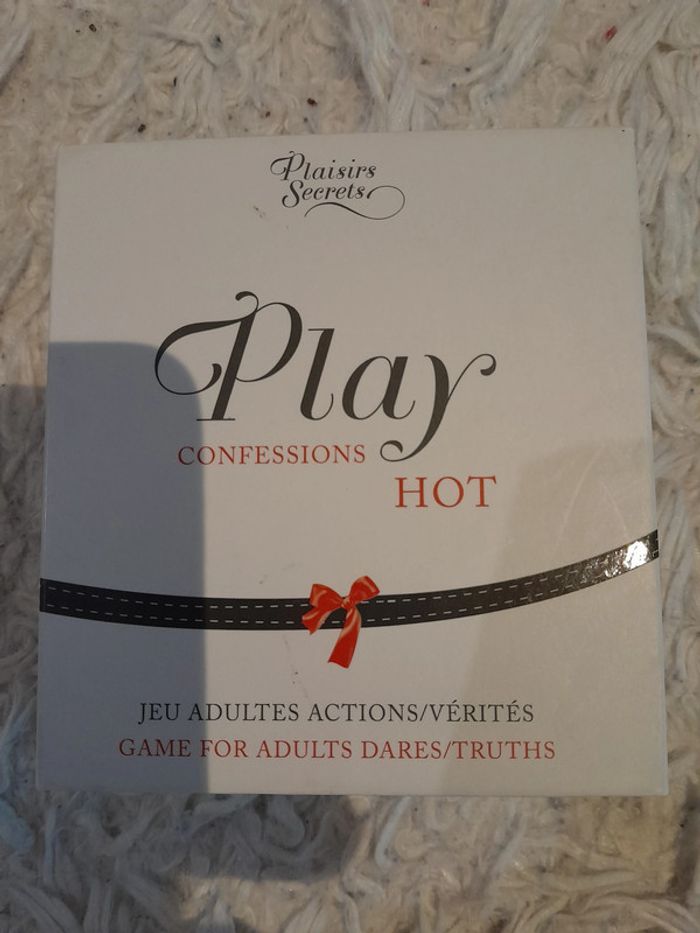 Plaisirs
Secrets
Play
CONFESSIONS
HOT
JEU ADULTES ACTIONS/VÉRITÉS
GAME FOR ADULTS DARES/TRUTHS